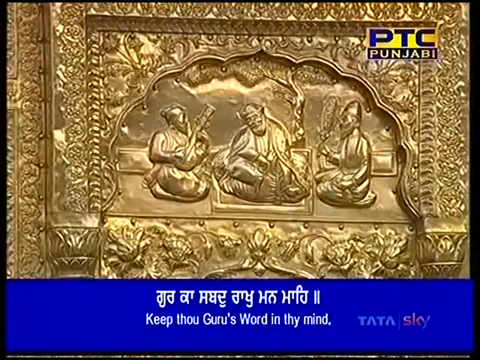 PTC
PUNJABI
ਗੁਰ ਕਾ ਸਬਦੁ ਰਾਖੁ ਮਨ ਮਾਹਿ ॥
Keep thou Guru's Word in thy mind,
TATA sky